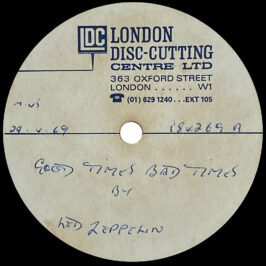 LDC LONDON
DISC-CUTTING
CENTRE LTD
363 OXFORD STREET
LONDON ...... W1
☎ (01) 629 1240 ... EXT 105
29.4.69
GOOD TIMES BAD TIMES
BY
LED ZEPPELIN